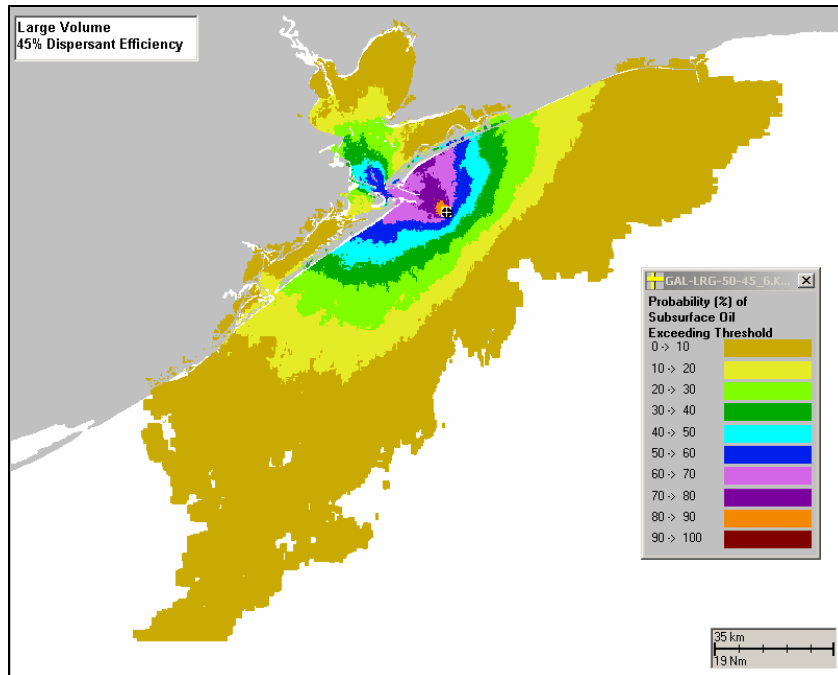 Large Volume
45% Dispersant Efficiency
GAL-LRG-50-45_6.K...
Probability (%) of
Subsurface Oil
Exceeding Threshold
0 -> 10
10 -> 20
20 -> 30
30 -> 40
40 -> 50
50 -> 60
60 -> 70
70 -> 80
80 -> 90
90 -> 100
35 km
19 Nm